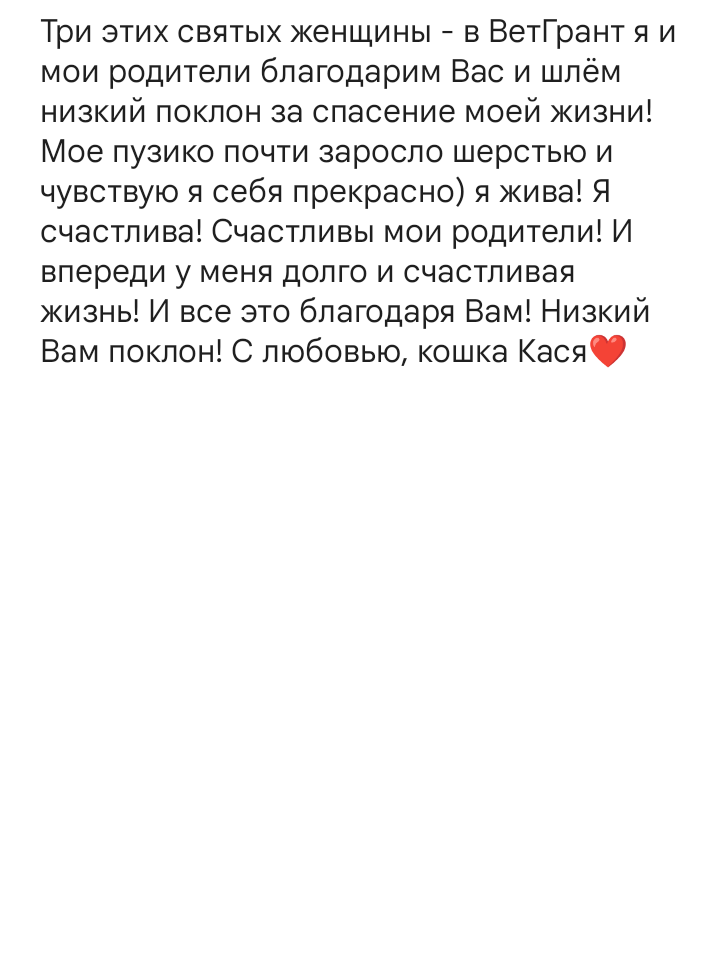 Три этих святых женщины - в ВетГрант я и
мои родители благодарим Вас и шлём
низкий поклон за спасение моей жизни!
Мое пузико почти заросло шерстью и
чувствую я себя прекрасно) я жива! Я
счастлива! Счастливы мои родители! И
впереди у меня долго и счастливая
жизнь! И все это благодаря Вам! Низкий
Вам поклон! С любовью, кошка Кася❤️